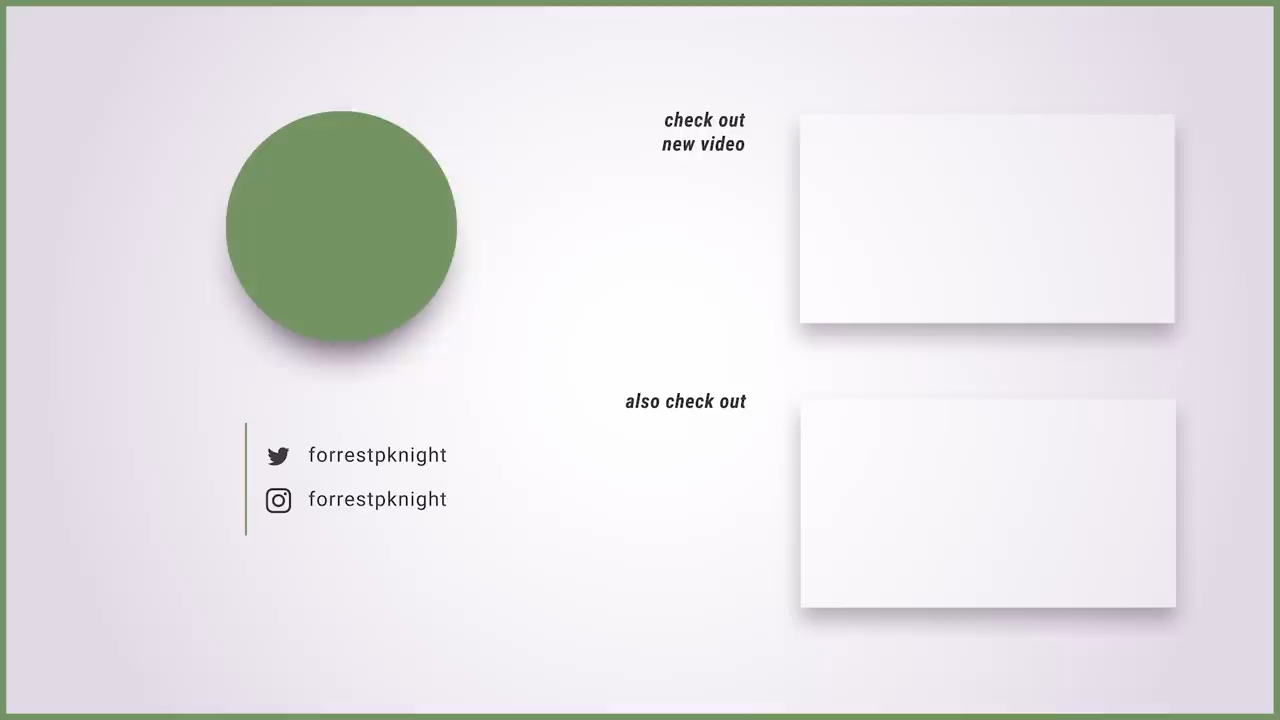 check out
new video
also check out
forrestpknight
forrestpknight